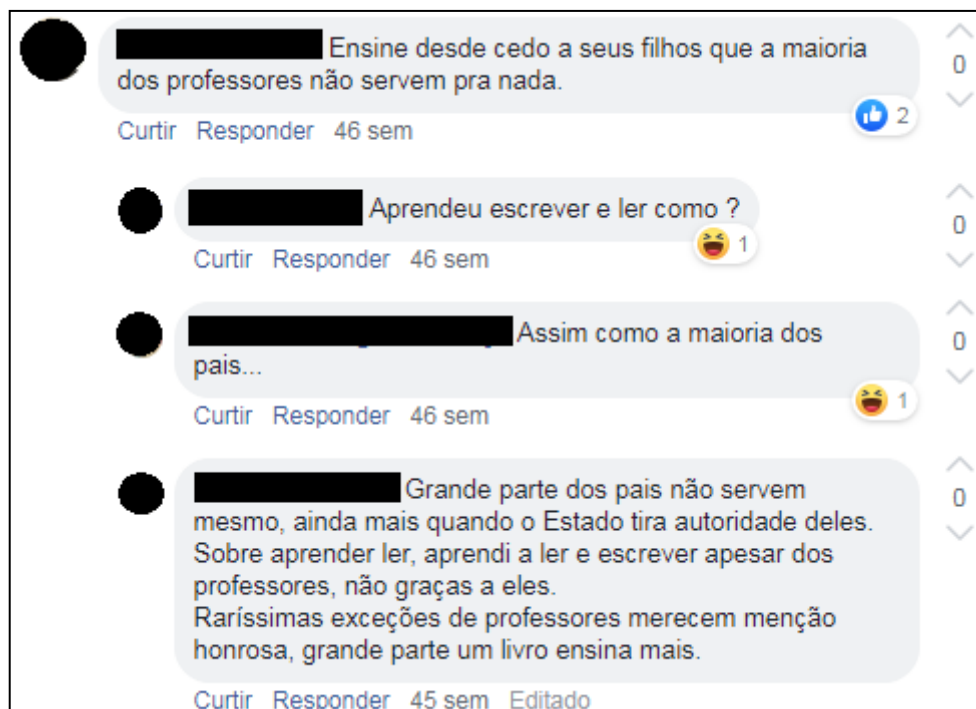 Ensine desde cedo a seus filhos que a maioria
dos professores não servem pra nada.
0
2
Curtir Responder 46 sem
Aprendeu escrever e ler como ?
0
1
Curtir Responder 46 sem
Assim como a maioria dos
pais...
0
1
Curtir Responder 46 sem
Grande parte dos pais não servem
0
mesmo, ainda mais quando o Estado tira autoridade deles.
Sobre aprender ler, aprendi a ler e escrever apesar dos
professores, não graças a eles.
Raríssimas exceções de professores merecem menção
honrosa, grande parte um livro ensina mais.
Curtir Responder 45 sem Editado